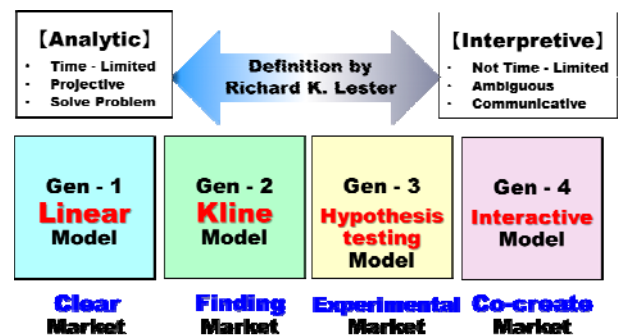 【Analytic】
· Time - Limited
· Projective
· Solve Problem
Definition by
Richard K. Lester
【Interpretive】
· Not Time - Limited
· Ambiguous
· Communicative
Gen - 1
Linear
Model
Gen - 2
Kline
Model
Gen - 3
Hypothesis
testing
Model
Gen - 4
Interactive
Model
Clear
Market
Finding
Market
Experimental
Market
Co-create
Market